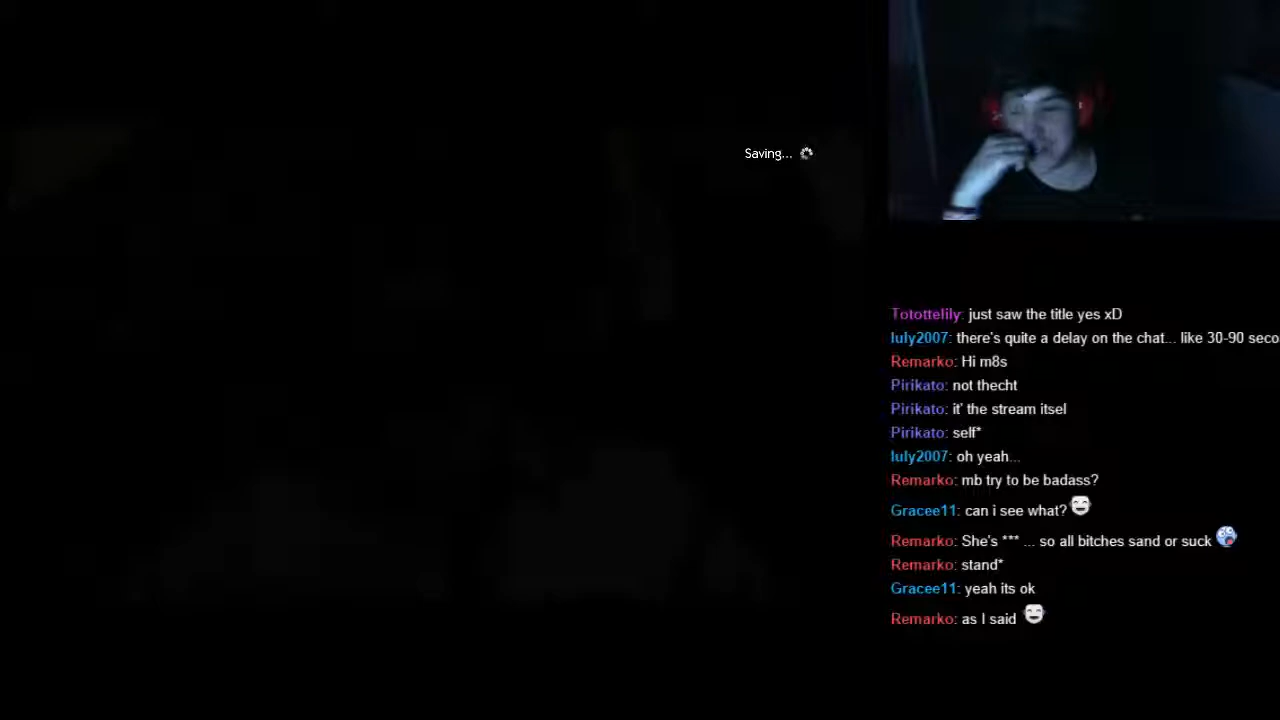 Saving...
Totottelily: just saw the title yes xD
luly2007: there's quite a delay on the chat... like 30-90 seco
Remarko: Hi m8s
Pirikato: not thecht
Pirikato: it' the stream itsel
Pirikato: self*
luly2007: oh yeah...
Remarko: mb try to be badass?
Gracee11: can i see what?
Remarko: She's *** ... so all bitches sand or suck
Remarko: stand*
Gracee11: yeah its ok
Remarko: as I said